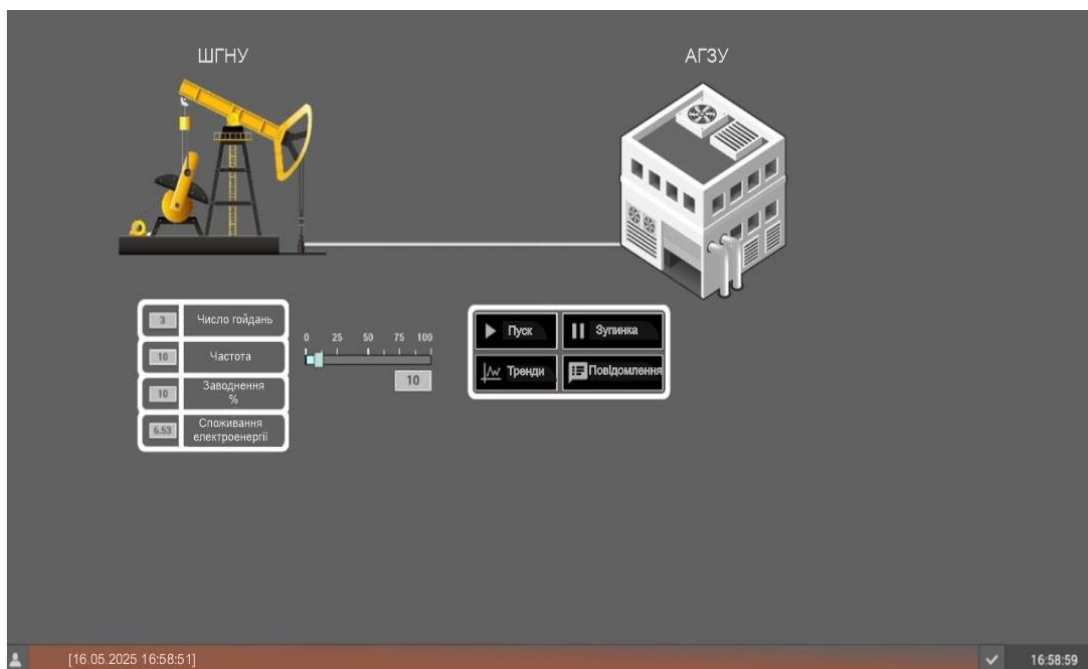 ШГНУ
АГЗУ
3 Число гойдань
10 Частота
10 Заводнення
%
6.53 Споживання
електроенергії
0 25 50 75 100
10
Пуск
Зупинка
Тренди
Повідомлення
[16.05.2025 16:58:51]
16:58:59